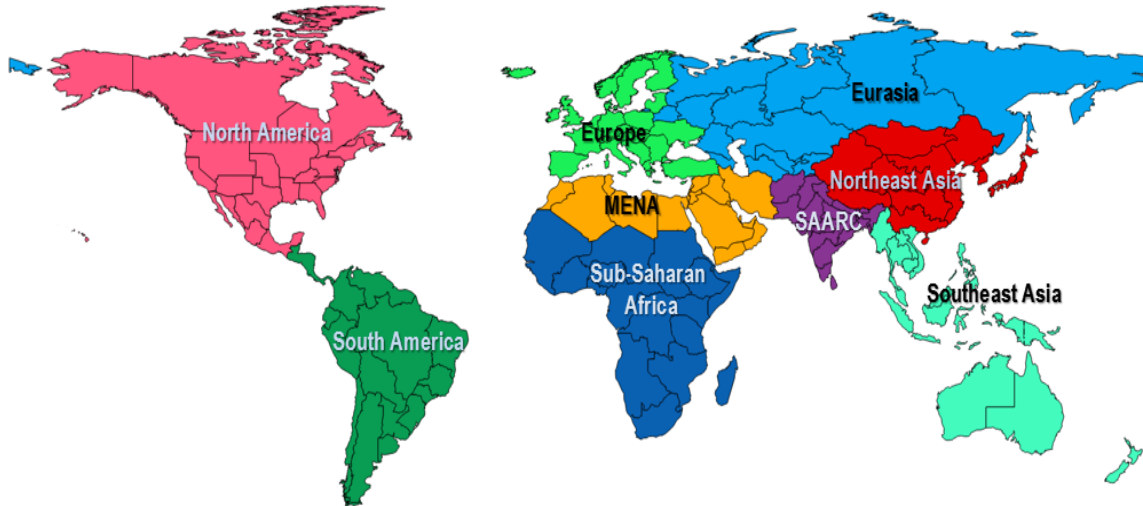 Eurasia
North America
Europe
Northeast Asia
MENA
SAARC
Sub-Saharan
Africa
Southeast Asia
South America